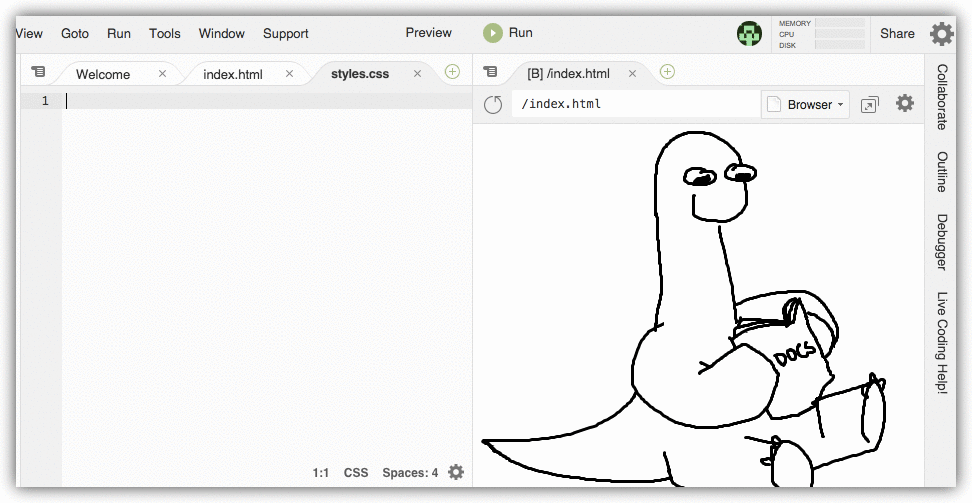 View Goto Run Tools Window Support Preview Run MEMORY CPU DISK Share
Welcome index.html styles.css [B] /index.html
1 /index.html Browser
DOCS
1:1 CSS Spaces: 4
Collaborate
Outline
Debugger
Live Coding Help!